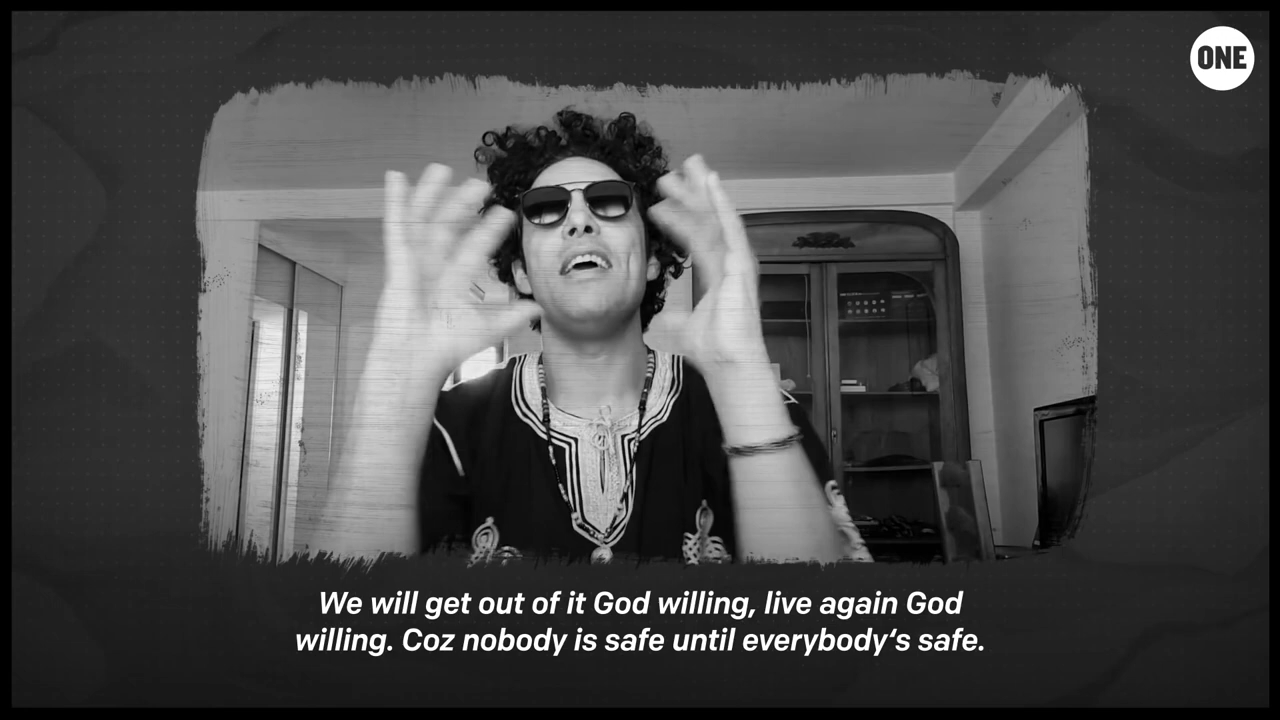 ONE
We will get out of it God willing, live again God
willing. Coz nobody is safe until everybody‘s safe.